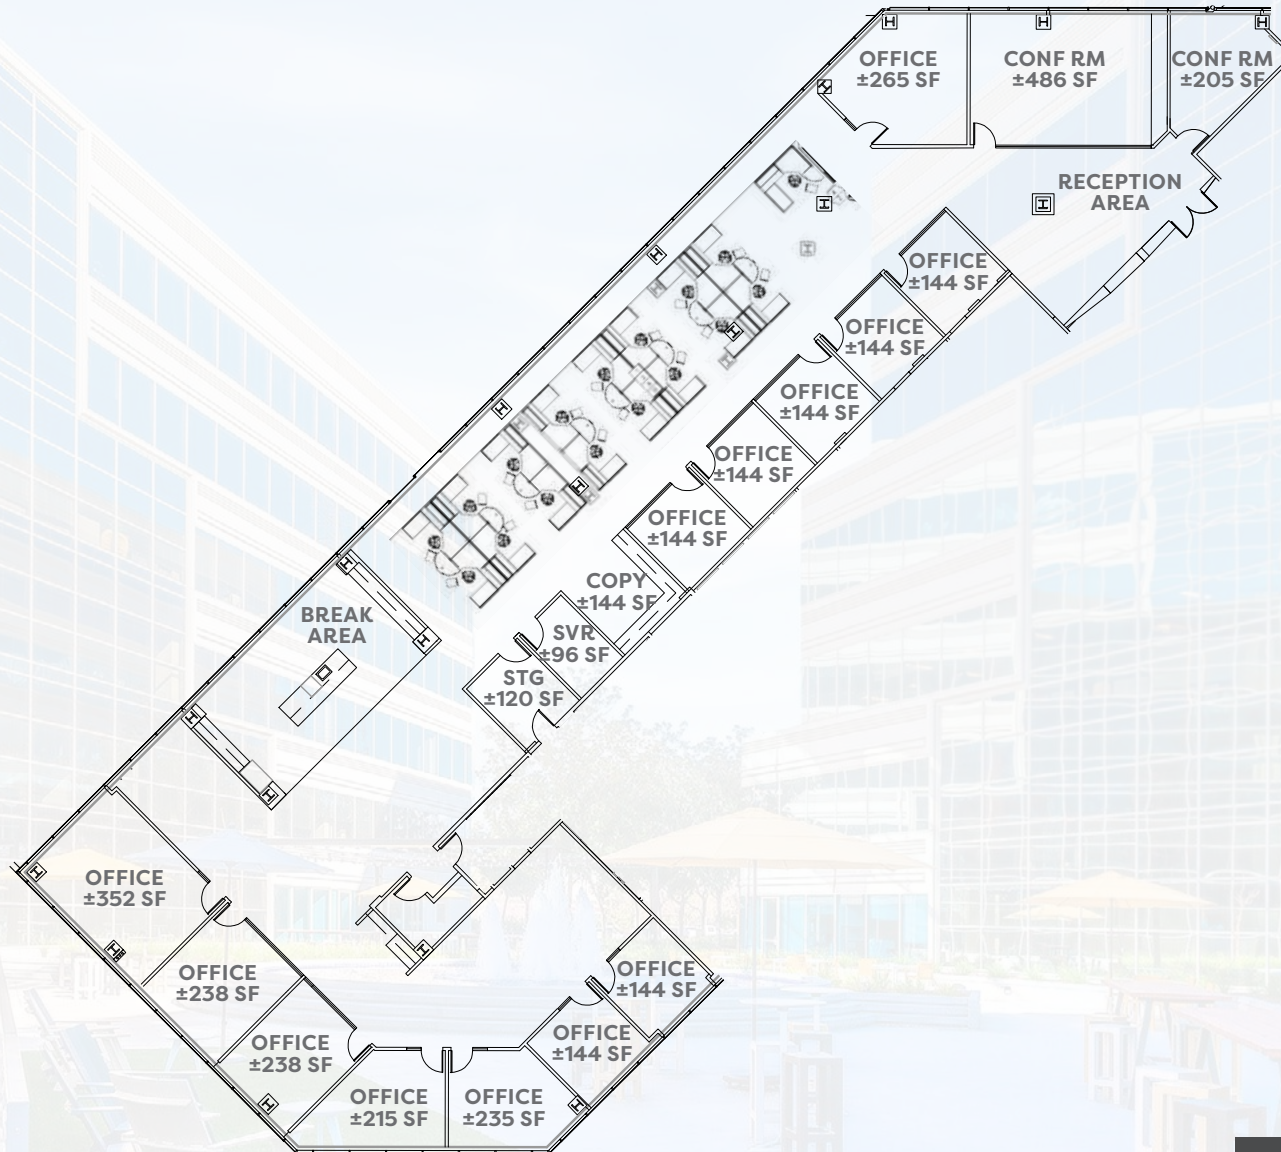 OFFICE
±265 SF
CONF RM
±486 SF
CONF RM
±205 SF
RECEPTION
AREA
OFFICE
±144 SF
OFFICE
±144 SF
OFFICE
±144 SF
OFFICE
±144 SF
OFFICE
±144 SF
COPY
±144 SF
SVR
±96 SF
STG
±120 SF
BREAK
AREA
OFFICE
±352 SF
OFFICE
±238 SF
OFFICE
±238 SF
OFFICE
±215 SF
OFFICE
±235 SF
OFFICE
±144 SF
OFFICE
±144 SF